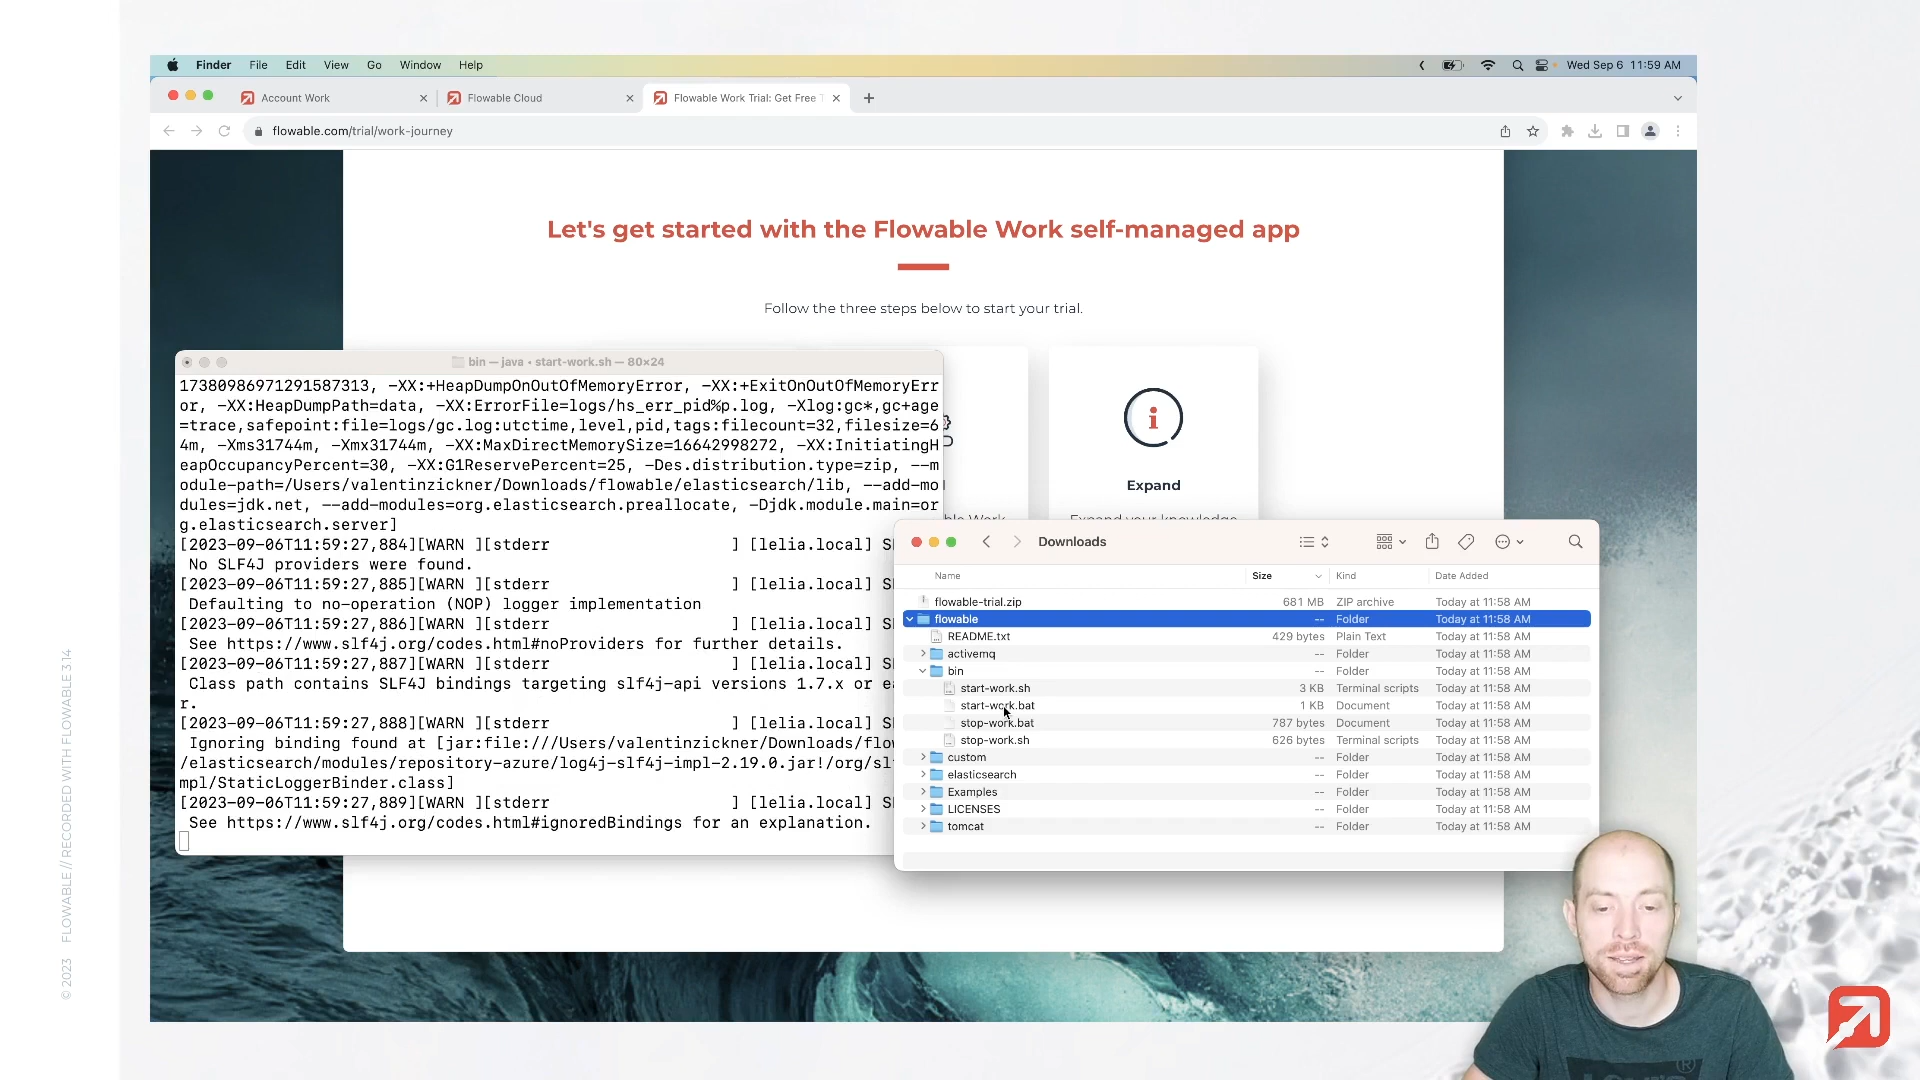 Finder File Edit View Go Window Help
Wed Sep 6 11:59 AM
Account Work
Flowable Cloud
Flowable Work Trial: Get Free
flowable.com/trial/work-journey
Let's get started with the Flowable Work self-managed app
Follow the three steps below to start your trial.
bin — java • start-work.sh — 80×24
17380986971291587313, -XX:+HeapDumpOnOutOfMemoryError, -XX:+ExitOnOutOfMemoryErr
or, -XX:HeapDumpPath=data, -XX:ErrorFile=logs/hs_err_pid%p.log, -Xlog:gc*,gc+age
=trace,safepoint:file=logs/gc.log:utctime,level,pid,tags:filecount=32,filesize=6
4m, -Xms31744m, -Xmx31744m, -XX:MaxDirectMemorySize=16642998272, -XX:InitiatingH
eapOccupancyPercent=30, -XX:G1ReservePercent=25, -Des.distribution.type=zip, --m
odule-path=/Users/valentinzickner/Downloads/flowable/elasticsearch/lib, --add-mo
dules=jdk.net, --add-modules=org.elasticsearch.preallocate, -Djdk.module.main=or
g.elasticsearch.server]
[2023-09-06T11:59:27,884][WARN ][stderr ] [lelia.local] S
No SLF4J providers were found.
[2023-09-06T11:59:27,885][WARN ][stderr ] [lelia.local] S
Defaulting to no-operation (NOP) logger implementation
[2023-09-06T11:59:27,886][WARN ][stderr ] [lelia.local] S
See https://www.slf4j.org/codes.html#noProviders for further details.
[2023-09-06T11:59:27,887][WARN ][stderr ] [lelia.local] S
Class path contains SLF4J bindings targeting slf4j-api versions 1.7.x or ea
r.
[2023-09-06T11:59:27,888][WARN ][stderr ] [lelia.local] S
Ignoring binding found at [jar:file:///Users/valentinzickner/Downloads/flow
/elasticsearch/modules/repository-azure/log4j-slf4j-impl-2.19.0.jar!/org/sl
mpl/StaticLoggerBinder.class]
[2023-09-06T11:59:27,889][WARN ][stderr ] [lelia.local] S
See https://www.slf4j.org/codes.html#ignoredBindings for an explanation.
Expand
Expand your knowledge
Work
Downloads
Name Size Kind Date Added
flowable-trial.zip 681 MB ZIP archive Today at 11:58 AM
flowable -- Folder Today at 11:58 AM
README.txt 429 bytes Plain Text Today at 11:58 AM
activemq -- Folder Today at 11:58 AM
bin -- Folder Today at 11:58 AM
start-work.sh 3 KB Terminal scripts Today at 11:58 AM
start-work.bat 1 KB Document Today at 11:58 AM
stop-work.bat 787 bytes Document Today at 11:58 AM
stop-work.sh 626 bytes Terminal scripts Today at 11:58 AM
custom -- Folder Today at 11:58 AM
elasticsearch -- Folder Today at 11:58 AM
Examples -- Folder Today at 11:58 AM
LICENSES -- Folder Today at 11:58 AM
tomcat -- Folder Today at 11:58 AM
© 2023 FLOWABLE // RECORDED WITH FLOWABLE 3.14